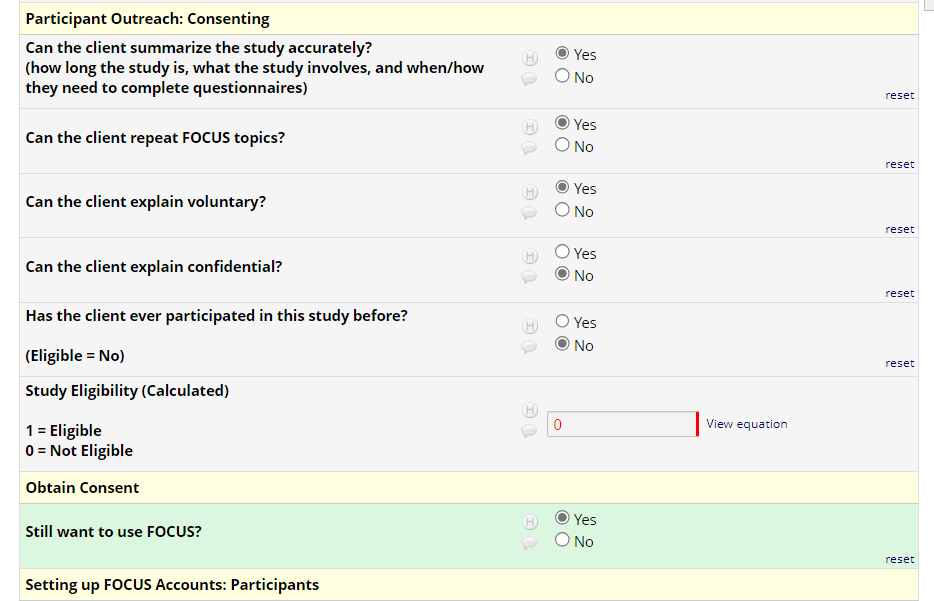 Participant Outreach: Consenting
Can the client summarize the study accurately?
(how long the study is, what the study involves, and when/how
they need to complete questionnaires)
H
Yes
No
reset
Can the client repeat FOCUS topics?
H
Yes
No
reset
Can the client explain voluntary?
H
Yes
No
reset
Can the client explain confidential?
H
Yes
No
reset
Has the client ever participated in this study before?
(Eligible = No)
H
Yes
No
reset
Study Eligibility (Calculated)
1 = Eligible
0 = Not Eligible
H
0
View equation
Obtain Consent
Still want to use FOCUS?
H
Yes
No
reset
Setting up FOCUS Accounts: Participants